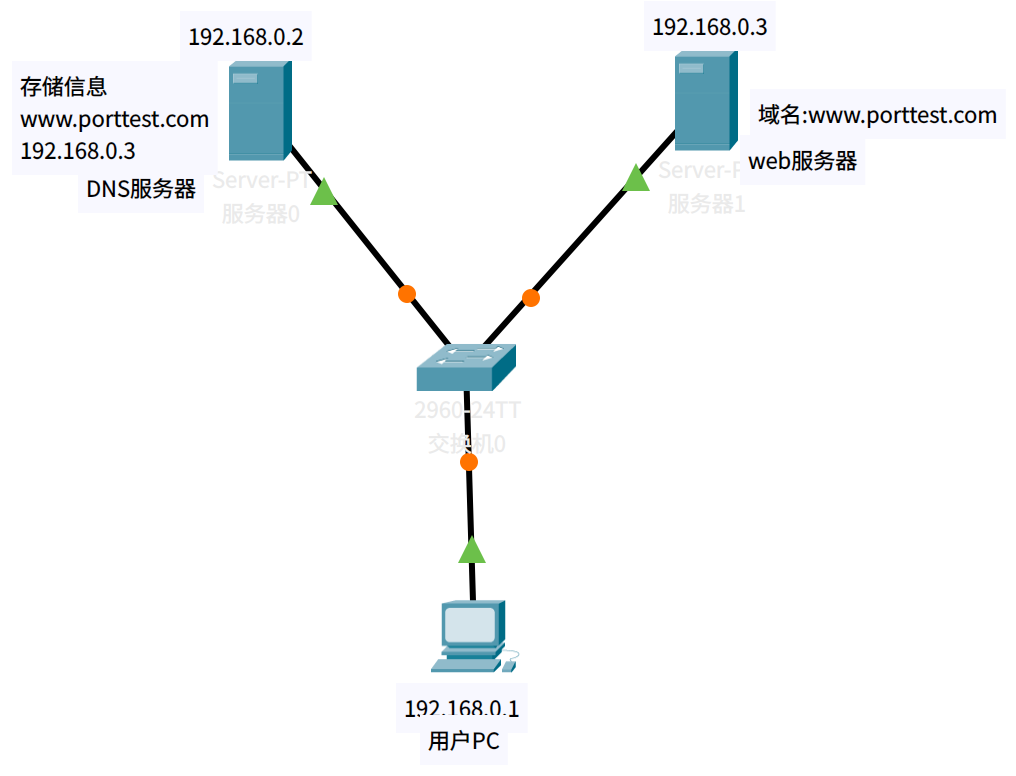 192.168.0.2
192.168.0.3
存储信息
www.porttest.com
192.168.0.3
DNS服务器
域名:www.porttest.com
web服务器
Server-PT
服务器0
Server-P
服务器1
2960-24TT
交换机0
192.168.0.1
用户PC